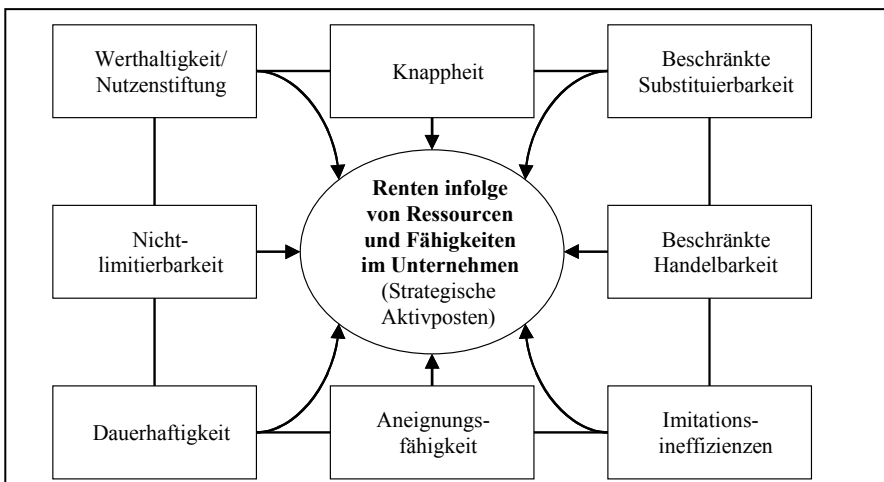 Werthaltigkeit/
Nutzenstiftung
Knappheit
Beschränkte
Substituierbarkeit
Renten infolge
von Ressourcen
und Fähigkeiten
im Unternehmen
(Strategische
Aktivposten)
Nicht-
limitierbarkeit
Beschränkte
Handelbarkeit
Dauerhaftigkeit
Aneignungs-
fähigkeit
Imitations-
ineffizienzen